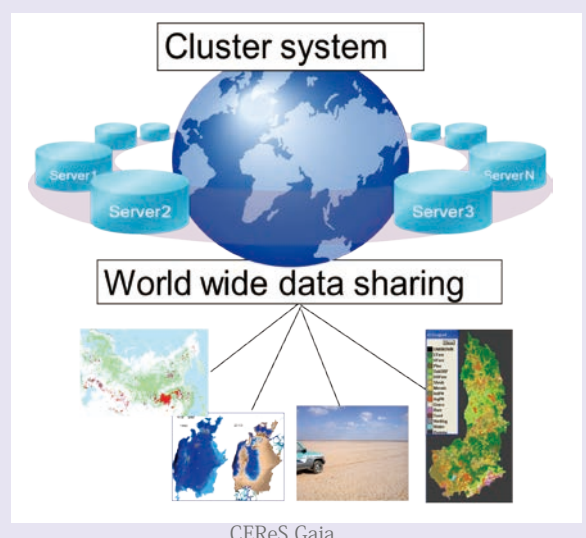 Cluster system
Server1
ServerN
Server2
Server3
World wide data sharing
CEReS Gaia